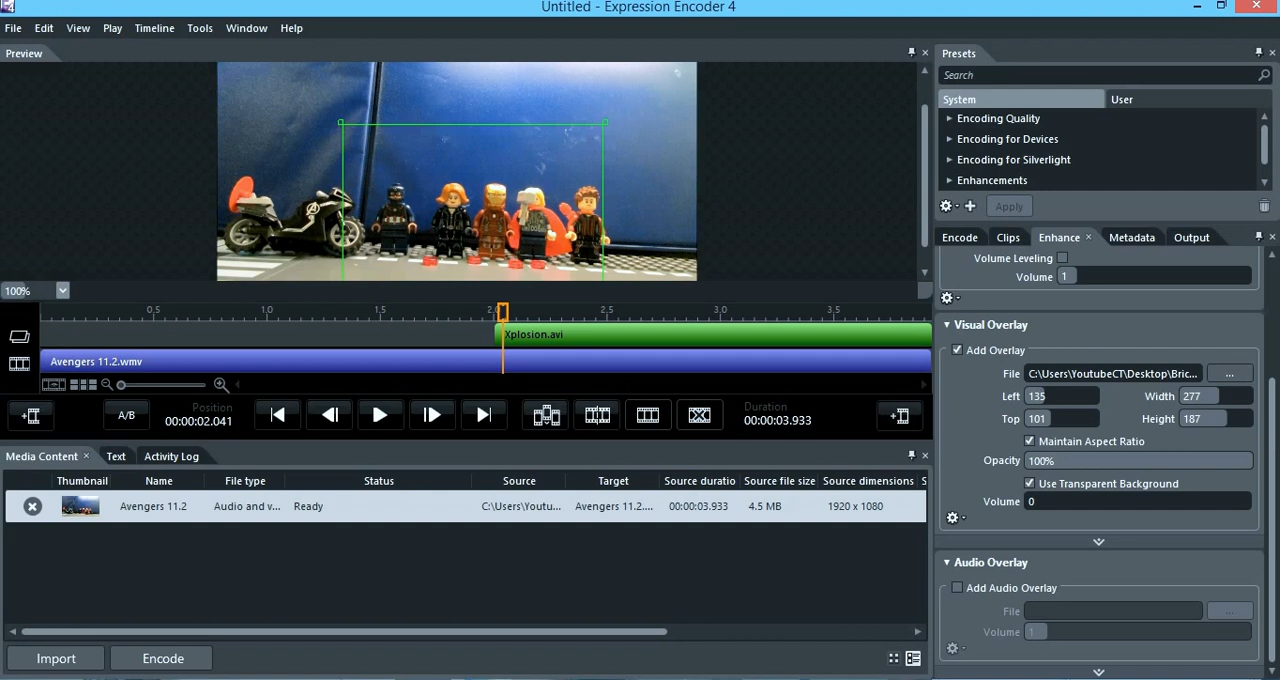 Untitled - Expression Encoder 4
File Edit View Play Timeline Tools Window Help
Preview
100%
0,5 1,0 1,5 2,0 2,5 3,0 3,5
Xplosion.avi
Avengers 11.2.wmv
A/B
Position
00:00:02.041
Duration
00:00:03.933
Media Content Text Activity Log
Thumbnail Name File type Status Source Target Source duratio Source file size Source dimensions S
Avengers 11.2 Audio and v... Ready C:\Users\Youtu... Avengers 11.2.... 00:00:03.933 4.5 MB 1920 x 1080
Import Encode
Presets
Search
System User
Encoding Quality
Encoding for Devices
Encoding for Silverlight
Enhancements
Apply
Encode Clips Enhance Metadata Output
Volume Leveling
Volume 1
Visual Overlay
Add Overlay
File C:\Users\YoutubeCT\Desktop\Bric... ...
Left 135 Width 277
Top 101 Height 187
Maintain Aspect Ratio
Opacity 100%
Use Transparent Background
Volume 0
Audio Overlay
Add Audio Overlay
File ...
Volume 1